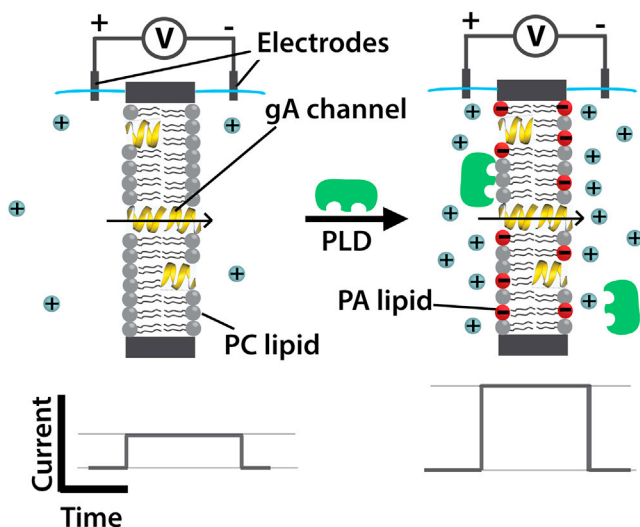 + V - + V -
Electrodes
gA channel
PLD
PA lipid
PC lipid
Current
Time